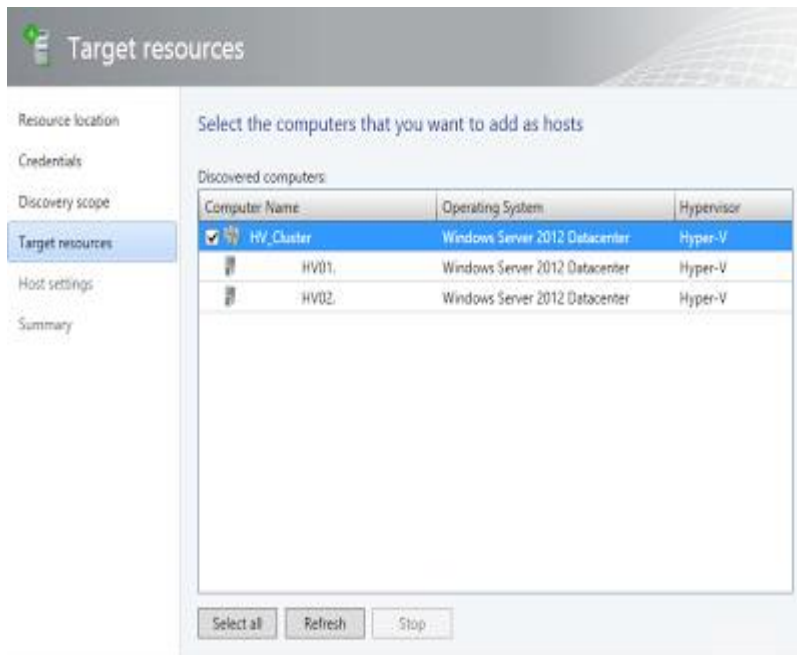 Target resources
Resource location
Credentials
Discovery scope
Target resources
Host settings
Summary
Select the computers that you want to add as hosts
Discovered computers:
Computer Name Operating System Hypervisor
HV_Cluster Windows Server 2012 Datacenter Hyper-V
HV01. Windows Server 2012 Datacenter Hyper-V
HV02. Windows Server 2012 Datacenter Hyper-V
Select all Refresh Stop